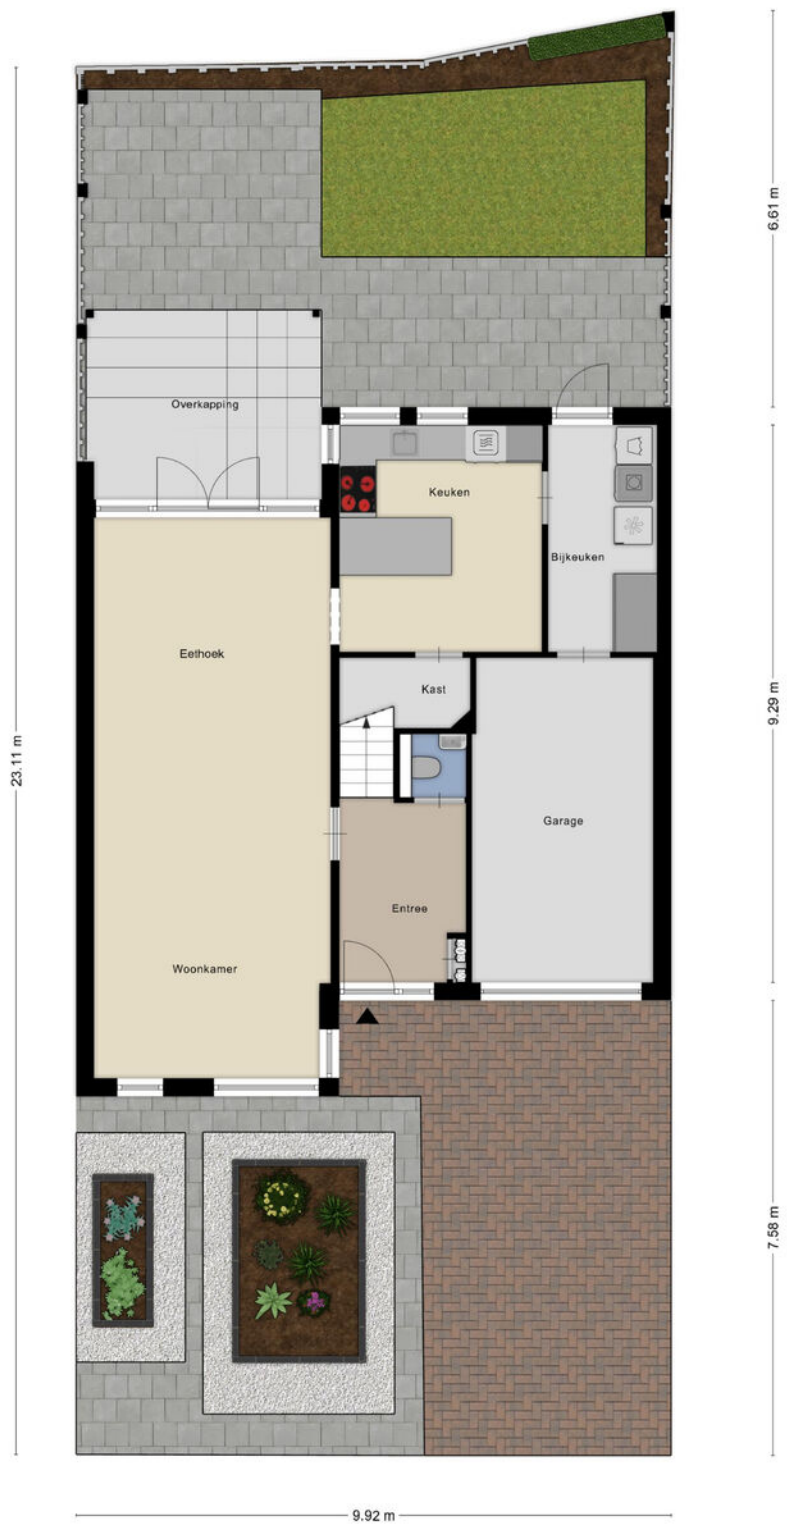 6.61 m
Overkapping
Keuken
Bijkeuken
Eethoek
Kast
9.29 m
23.11 m
Garage
Entree
Woonkamer
7.58 m
9.92 m